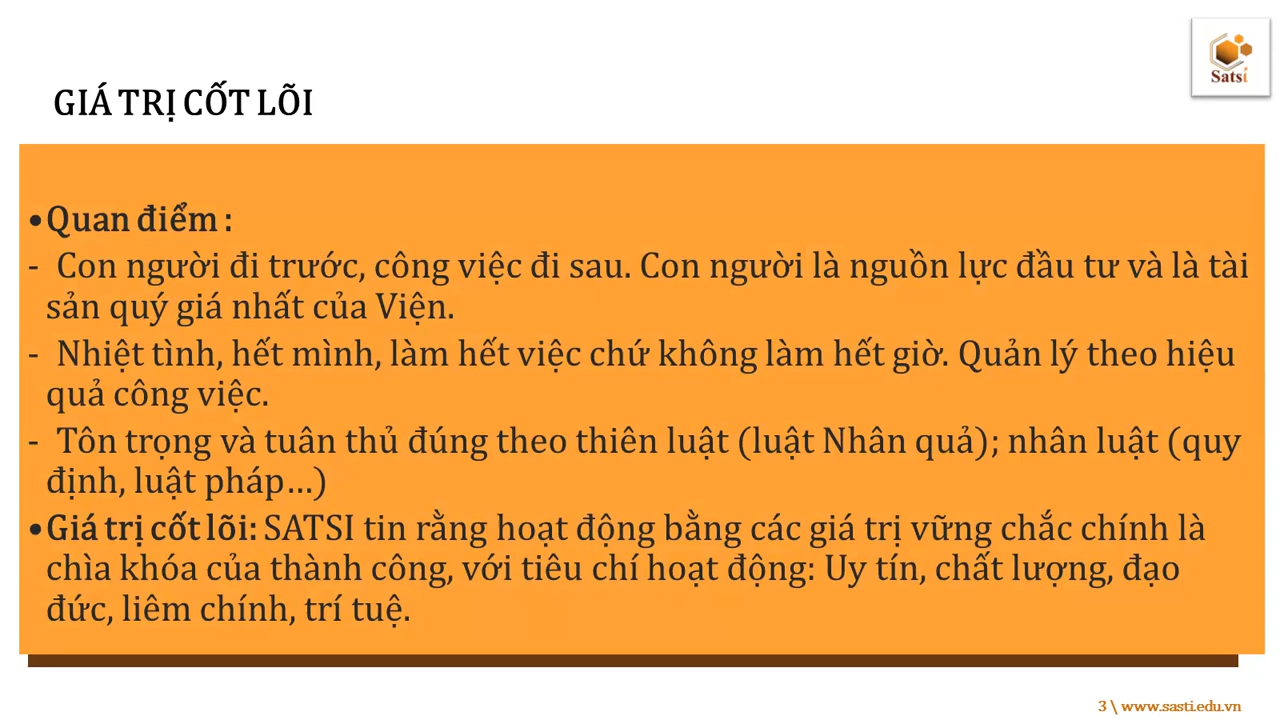 Satsi
GIÁ TRỊ CỐT LÕI
•Quan điểm :
- Con người đi trước, công việc đi sau. Con người là nguồn lực đầu tư và là tài
sản quý giá nhất của Viện.
- Nhiệt tình, hết mình, làm hết việc chứ không làm hết giờ. Quản lý theo hiệu
quả công việc.
- Tôn trọng và tuân thủ đúng theo thiên luật (luật Nhân quả); nhân luật (quy
định, luật pháp…)
•Giá trị cốt lõi: SATSI tin rằng hoạt động bằng các giá trị vững chắc chính là
chìa khóa của thành công, với tiêu chí hoạt động: Uy tín, chất lượng, đạo
đức, liêm chính, trí tuệ.
3 \ www.sasti.edu.vn